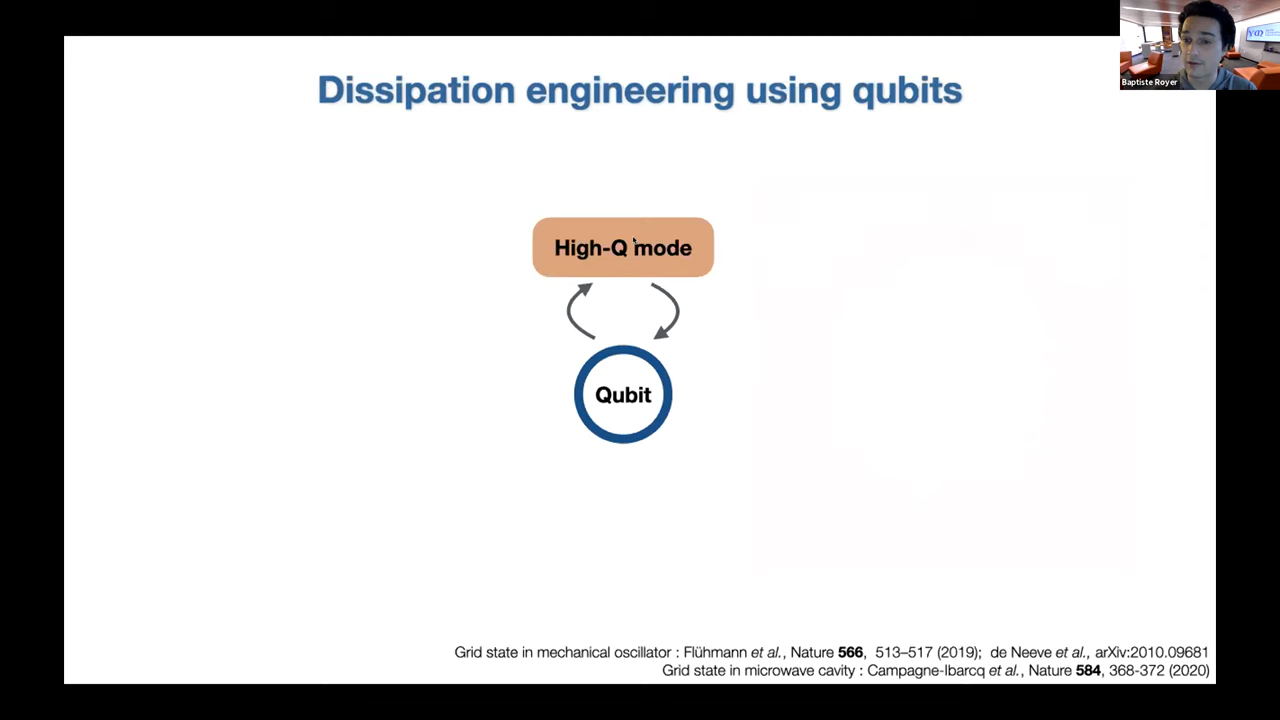 Dissipation engineering using qubits
Baptiste Royer
High-Q mode
Qubit
Grid state in mechanical oscillator : Flühmann et al., Nature 566, 513–517 (2019); de Neeve et al., arXiv:2010.09681
Grid state in microwave cavity : Campagne-Ibarcq et al., Nature 584, 368-372 (2020)